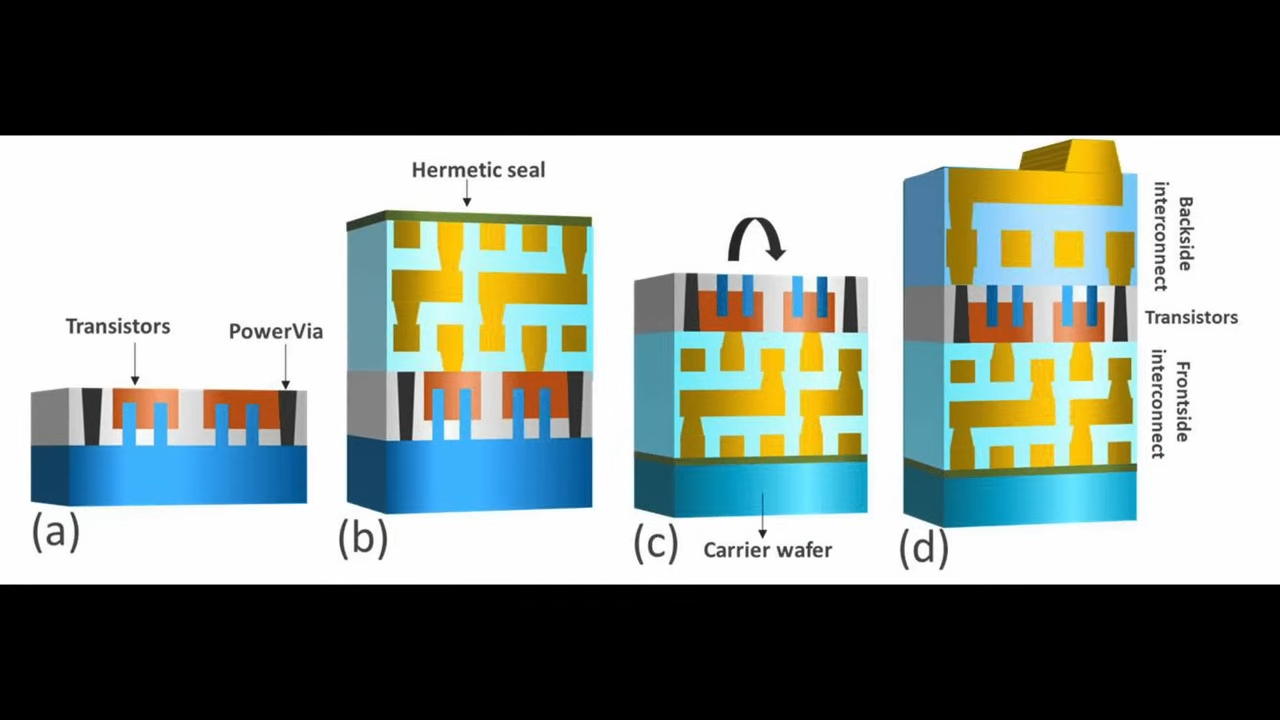 Transistors
PowerVia
(a)
Hermetic seal
(b)
Carrier wafer
(c)
Backside
interconnect
Transistors
Frontside
interconnect
(d)